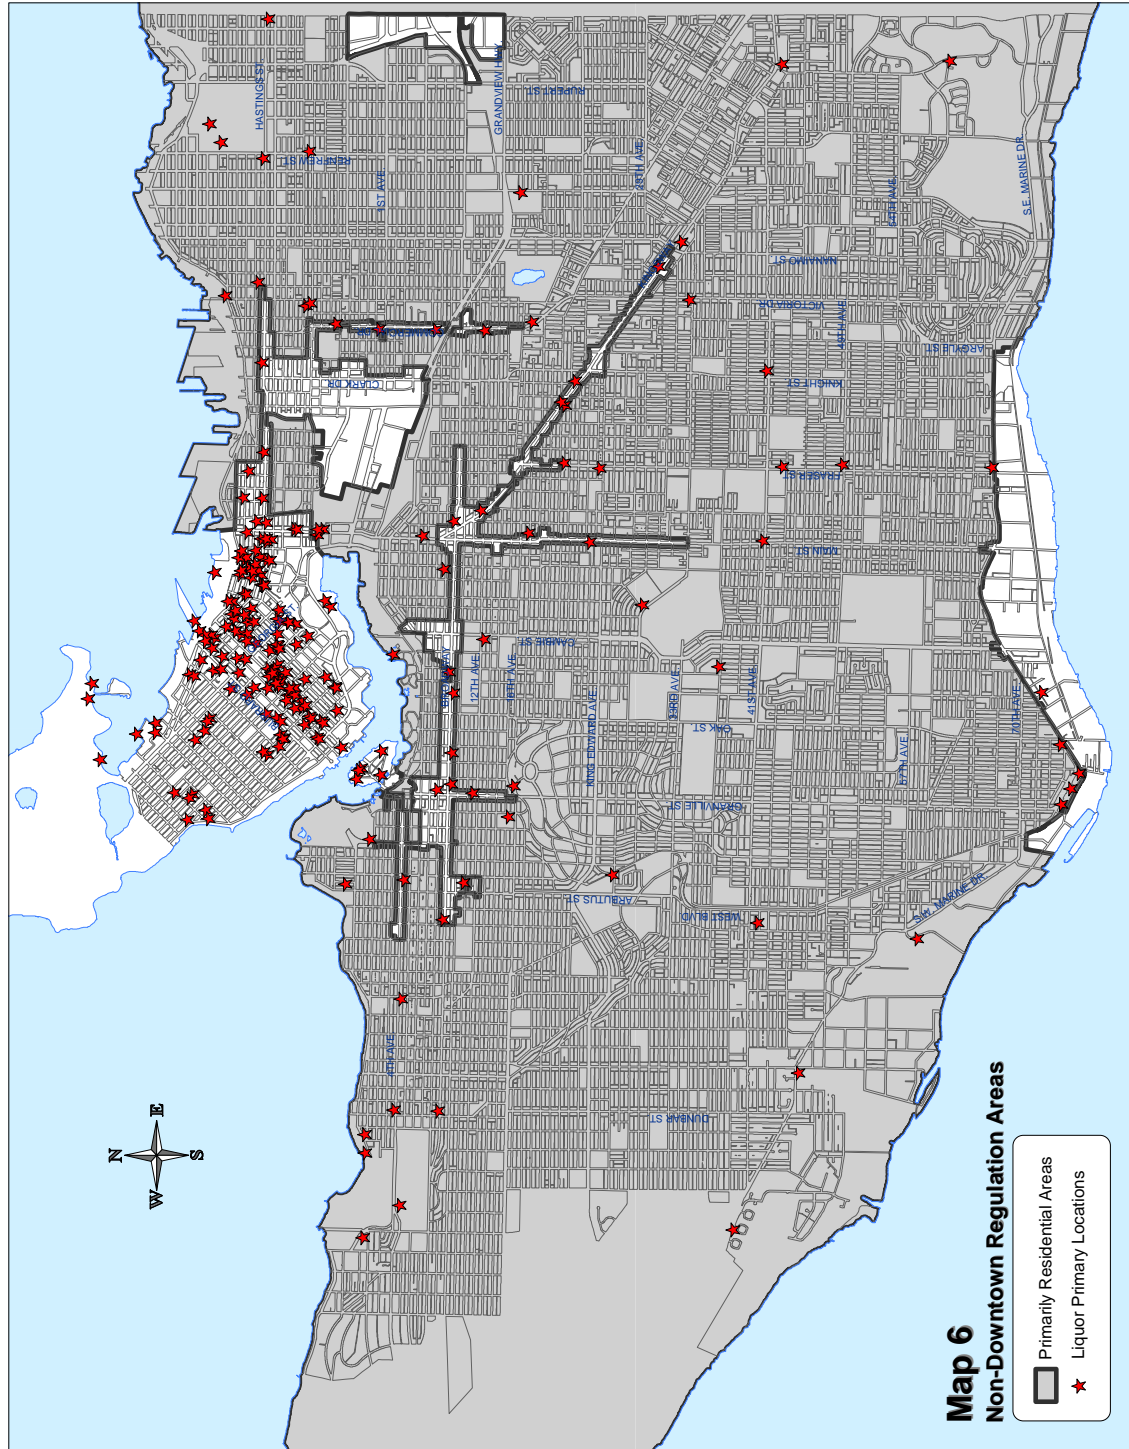 Map 6
Non-Downtown Regulation Areas
Primarily Residential Areas
Liquor Primary Locations
N
W
E
S
HASTINGS ST.
RENFREW ST.
1ST AVE.
GRANDVIEW HWY
RUPERT ST.
29TH AVE.
NANAIMO ST.
VICTORIA DR.
54TH AVE.
49TH AVE.
S.E. MARINE DR.
ARGYLE ST.
CLARK DR.
KNIGHT ST.
FRASER ST.
MAIN ST.
CAMBIE ST.
12TH AVE.
16TH AVE.
KING EDWARD AVE.
33RD AVE.
41ST AVE.
OAK ST.
57TH AVE.
70TH AVE.
GRANVILLE ST.
ARBUTUS ST.
WEST BLVD
S.W. MARINE DR.
4TH AVE.
DUNBAR ST.